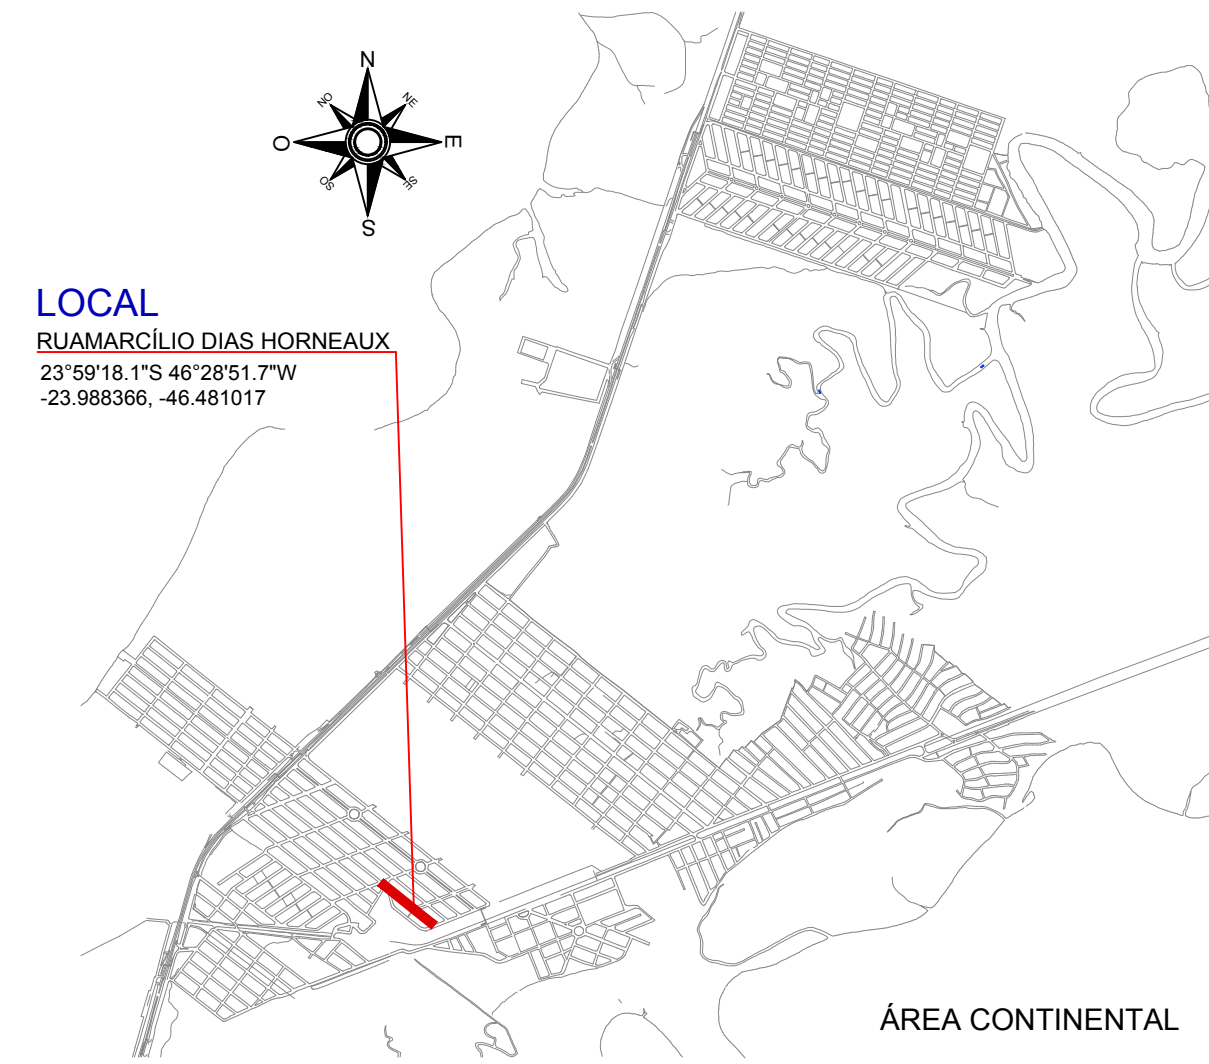 N
NO
NE
O
E
SO
SE
S
LOCAL
RUAMARCÍLIO DIAS HORNEAUX
23°59'18.1"S 46°28'51.7"W
-23.988366, -46.481017
ÁREA CONTINENTAL